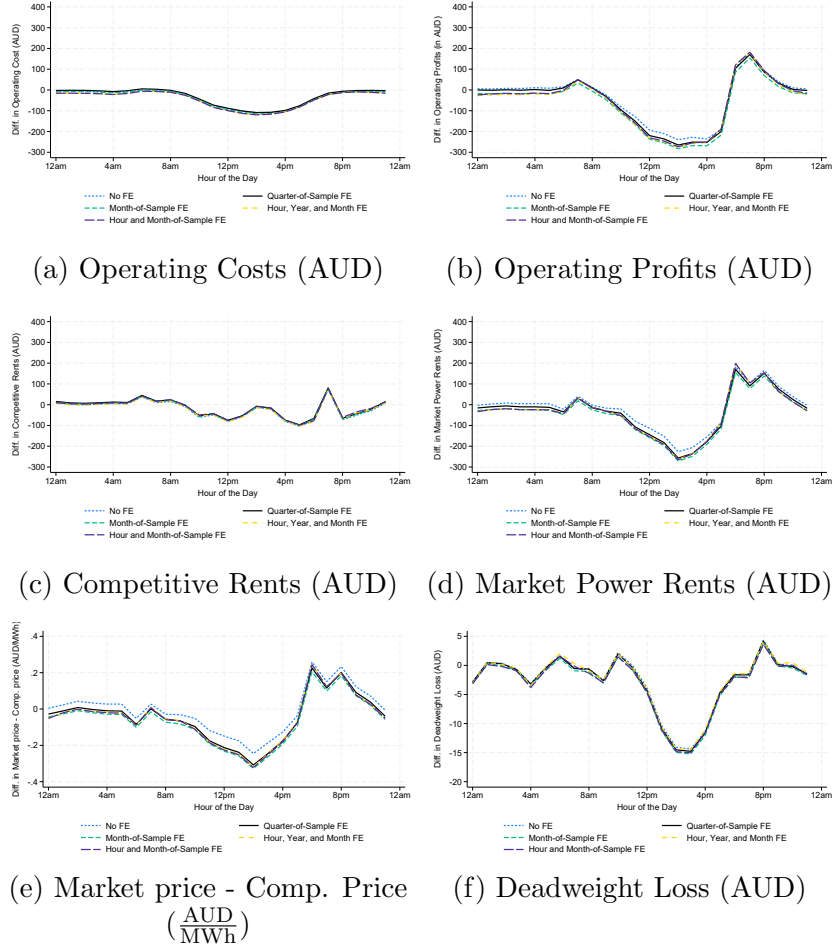 Diff. in Operating Cost (AUD)
400
300
200
100
0
-100
-200
-300
12am 4am 8am 12pm 4pm 8pm 12am
Hour of the Day
No FE Quarter-of-Sample FE
Month-of-Sample FE Hour, Year, and Month FE
Hour and Month-of-Sample FE
(a) Operating Costs (AUD)
Diff. in Operating Profits (in AUD)
400
300
200
100
0
-100
-200
-300
12am 4am 8am 12pm 4pm 8pm 12am
Hour of the Day
No FE Quarter-of-Sample FE
Month-of-Sample FE Hour, Year, and Month FE
Hour and Month-of-Sample FE
(b) Operating Profits (AUD)
Diff. in Competitive Rents (AUD)
400
300
200
100
0
-100
-200
-300
12am 4am 8am 12pm 4pm 8pm 12am
Hour of the Day
No FE Quarter-of-Sample FE
Month-of-Sample FE Hour, Year, and Month FE
Hour and Month-of-Sample FE
(c) Competitive Rents (AUD)
Diff. in Market Power Rents (AUD)
400
300
200
100
0
-100
-200
-300
12am 4am 8am 12pm 4pm 8pm 12am
Hour of the Day
No FE Quarter-of-Sample FE
Month-of-Sample FE Hour, Year, and Month FE
Hour and Month-of-Sample FE
(d) Market Power Rents (AUD)
Diff. in Market price - Comp. price (AUD/MWh)
.4
.2
0
-.2
-.4
12am 4am 8am 12pm 4pm 8pm 12am
Hour of the Day
No FE Quarter-of-Sample FE
Month-of-Sample FE Hour, Year, and Month FE
Hour and Month-of-Sample FE
(e) Market price - Comp. Price
(AUD/MWh)
Diff. in Deadweight Loss (AUD)
5
0
-5
-10
-15
-20
12am 4am 8am 12pm 4pm 8pm 12am
Hour of the Day
No FE Quarter-of-Sample FE
Month-of-Sample FE Hour, Year, and Month FE
Hour and Month-of-Sample FE
(f) Deadweight Loss (AUD)